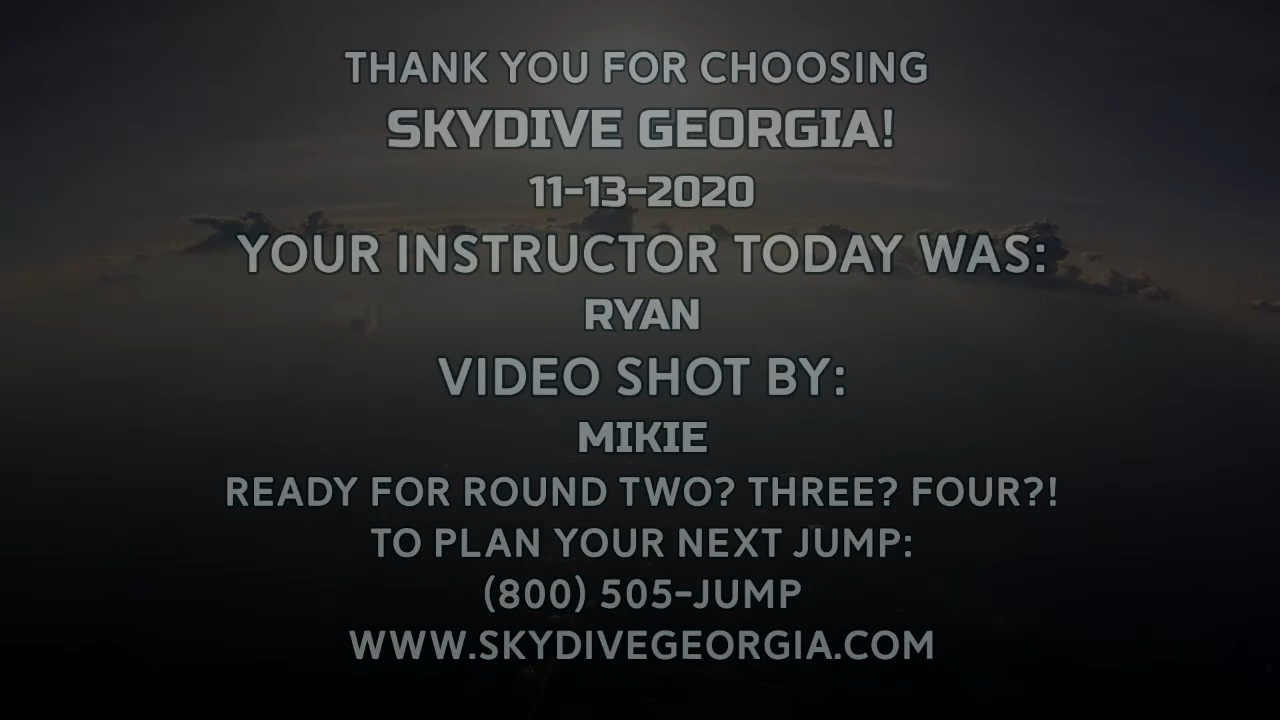 THANK YOU FOR CHOOSING
SKYDIVE GEORGIA!
11-13-2020
YOUR INSTRUCTOR TODAY WAS:
RYAN
VIDEO SHOT BY:
MIKIE
READY FOR ROUND TWO? THREE? FOUR?!
TO PLAN YOUR NEXT JUMP:
(800) 505-JUMP
WWW.SKYDIVEGEORGIA.COM